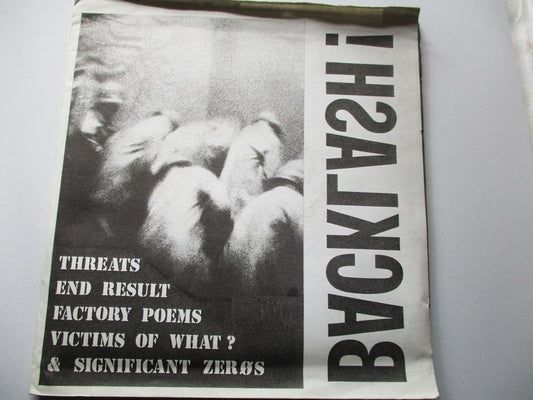 BACKLASH!
THREATS
END RESULT
FACTORY POEMS
VICTIMS OF WHAT?
& SIGNIFICANT ZERØS